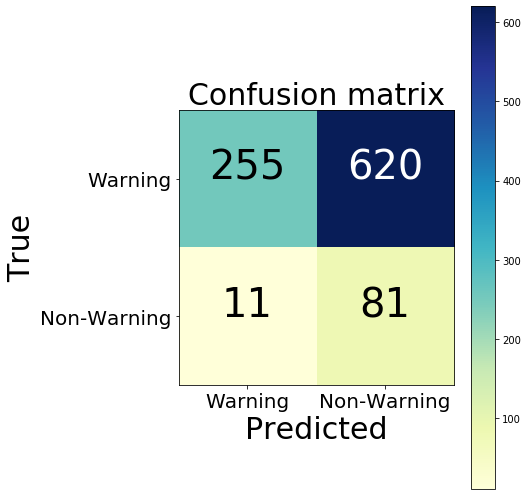 Confusion matrix
True
Warning
255 620
Non-Warning
11 81
Warning Non-Warning
Predicted
600
500
400
300
200
100